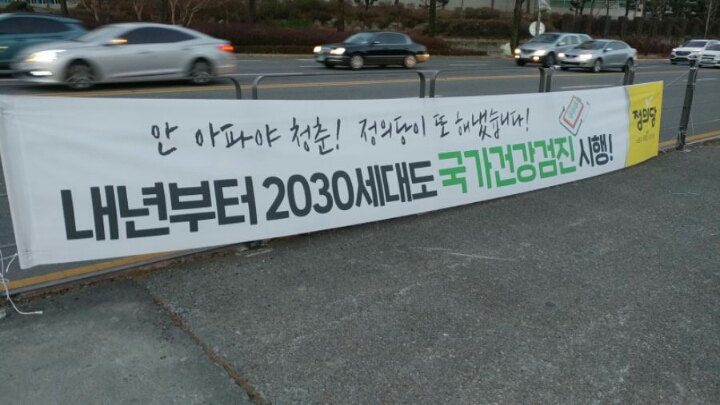 안 아파야 청춘! 정의당이 또 해냈습니다!
내년부터 2030세대도 국가건강검진 시행!
정의당